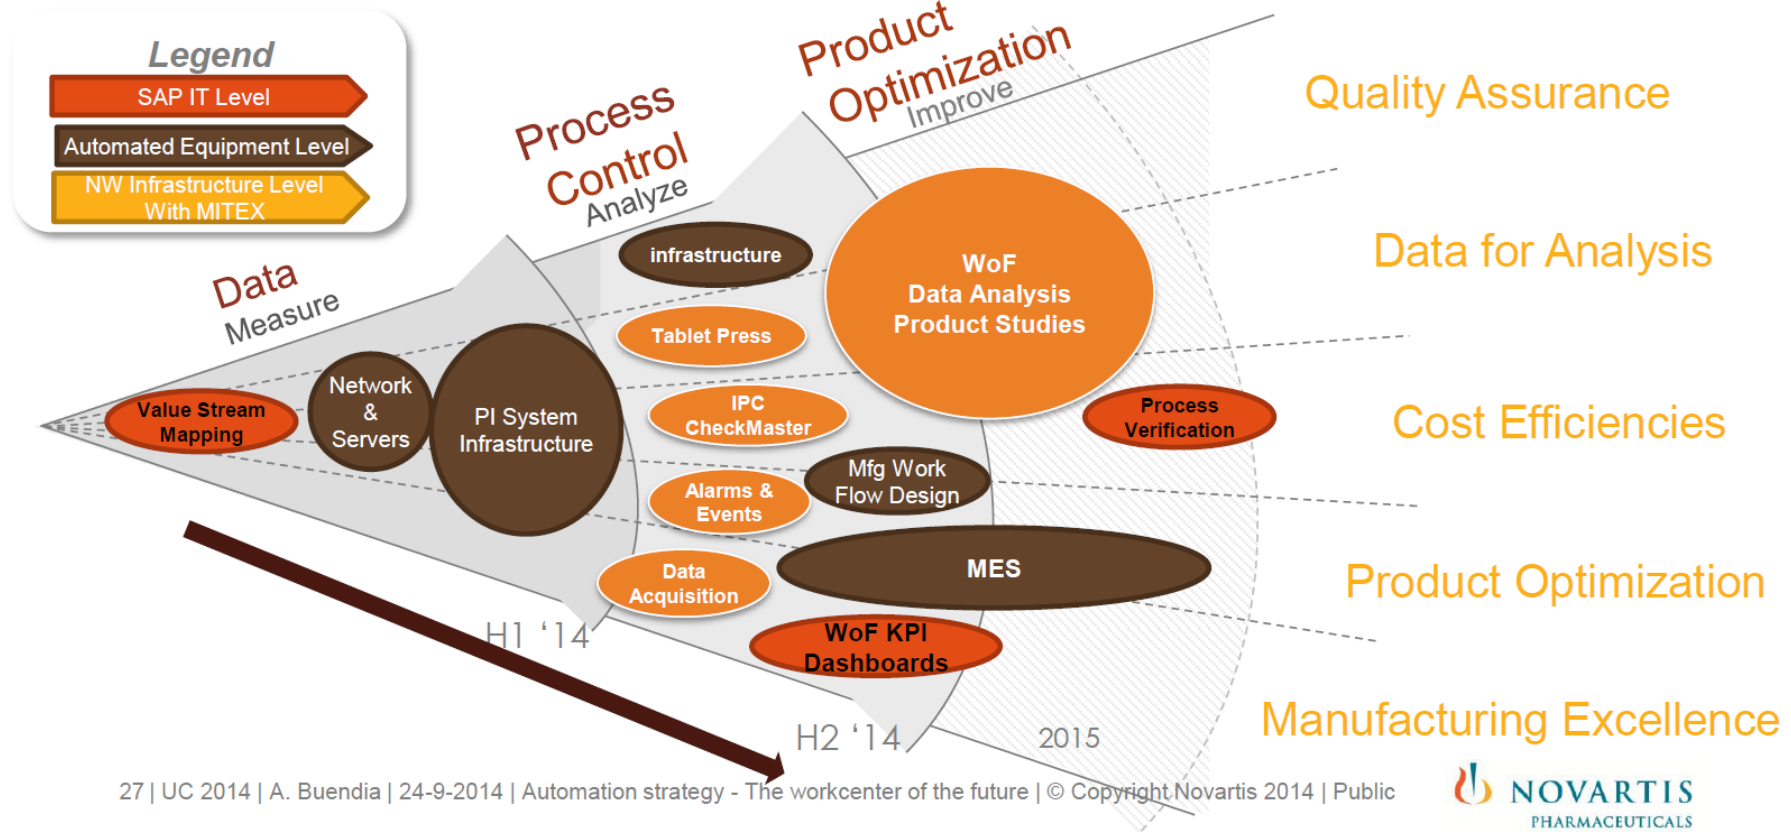 Legend
SAP IT Level
Automated Equipment Level
NW Infrastructure Level
With MITEX
Data
Measure
Process
Control
Analyze
Product
Optimization
Improve
Quality Assurance
Data for Analysis
Cost Efficiencies
Product Optimization
Manufacturing Excellence
Value Stream
Mapping
Network
&
Servers
PI System
Infrastructure
infrastructure
Tablet Press
IPC
CheckMaster
Alarms &
Events
Data
Acquisition
Mfg Work
Flow Design
WoF
Data Analysis
Product Studies
Process
Verification
MES
WoF KPI
Dashboards
H1 ‘14
H2 ‘14
2015
27 | UC 2014 | A. Buendia | 24-9-2014 | Automation strategy - The workcenter of the future | © Copyright Novartis 2014 | Public
NOVARTIS
PHARMACEUTICALS